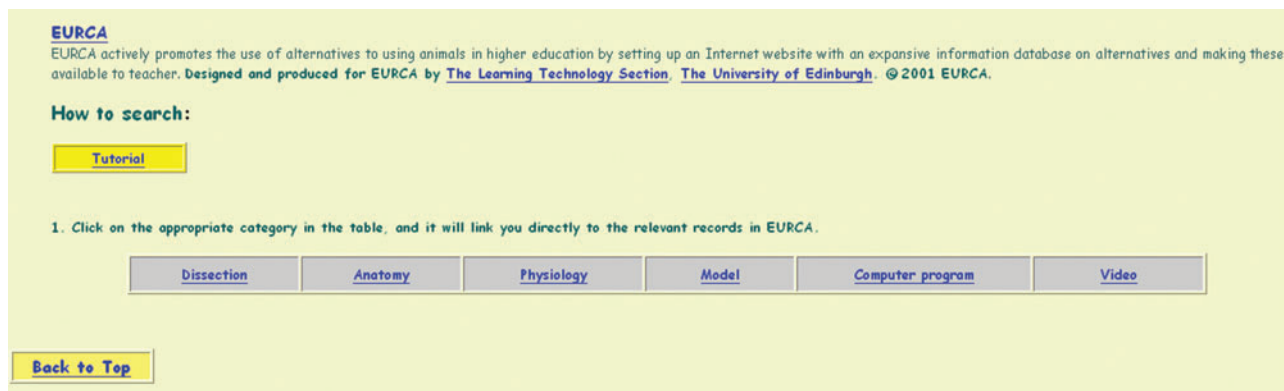 EURCA
EURCA actively promotes the use of alternatives to using animals in higher education by setting up an Internet website with an expansive information database on alternatives and making these
available to teacher. Designed and produced for EURCA by The Learning Technology Section, The University of Edinburgh. © 2001 EURCA.
How to search:
Tutorial
1. Click on the appropriate category in the table, and it will link you directly to the relevant records in EURCA.
Dissection Anatomy Physiology Model Computer program Video
Back to Top